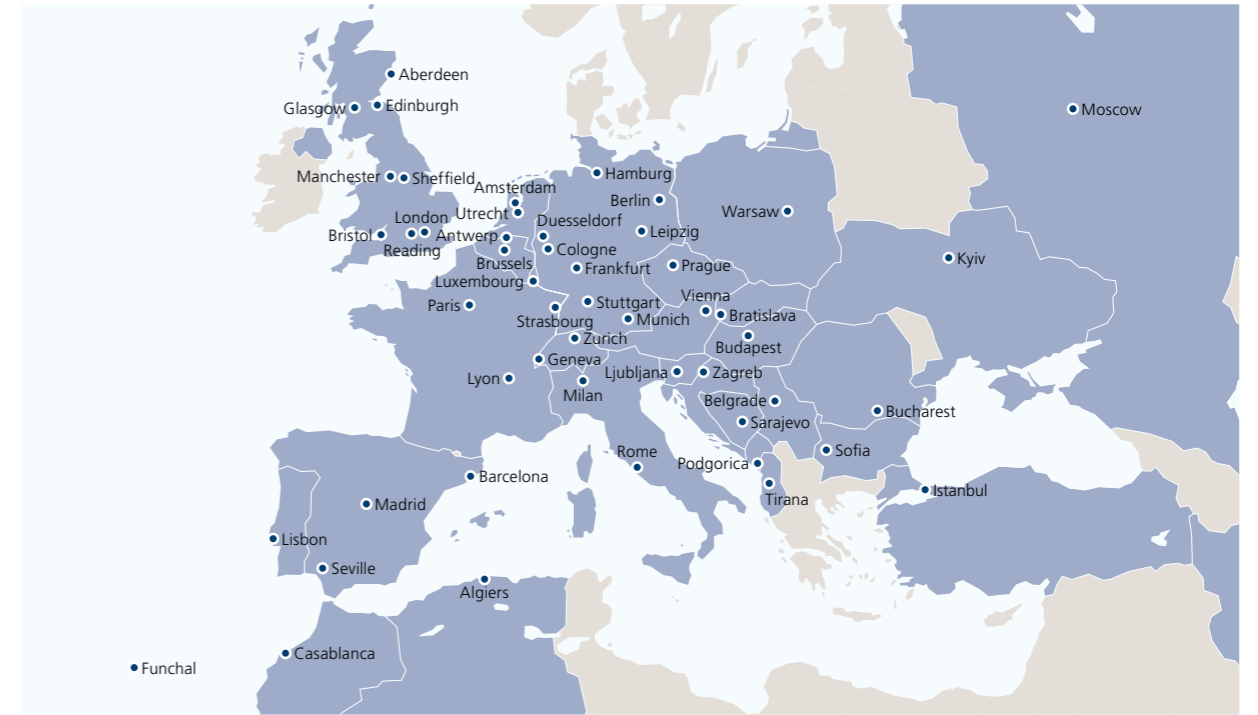 Aberdeen
Glasgow
Edinburgh
Moscow
Manchester
Sheffield
Hamburg
Amsterdam
Berlin
Utrecht
Warsaw
London
Duesseldorf
Bristol
Reading
Antwerp
Leipzig
Cologne
Brussels
Kyiv
Frankfurt
Prague
Luxembourg
Paris
Stuttgart
Vienna
Strasbourg
Munich
Bratislava
Zurich
Budapest
Geneva
Lyon
Ljubljana
Zagreb
Milan
Belgrade
Bucharest
Sarajevo
Rome
Sofia
Podgorica
Barcelona
Istanbul
Tirana
Madrid
Lisbon
Seville
Algiers
Casablanca
Funchal